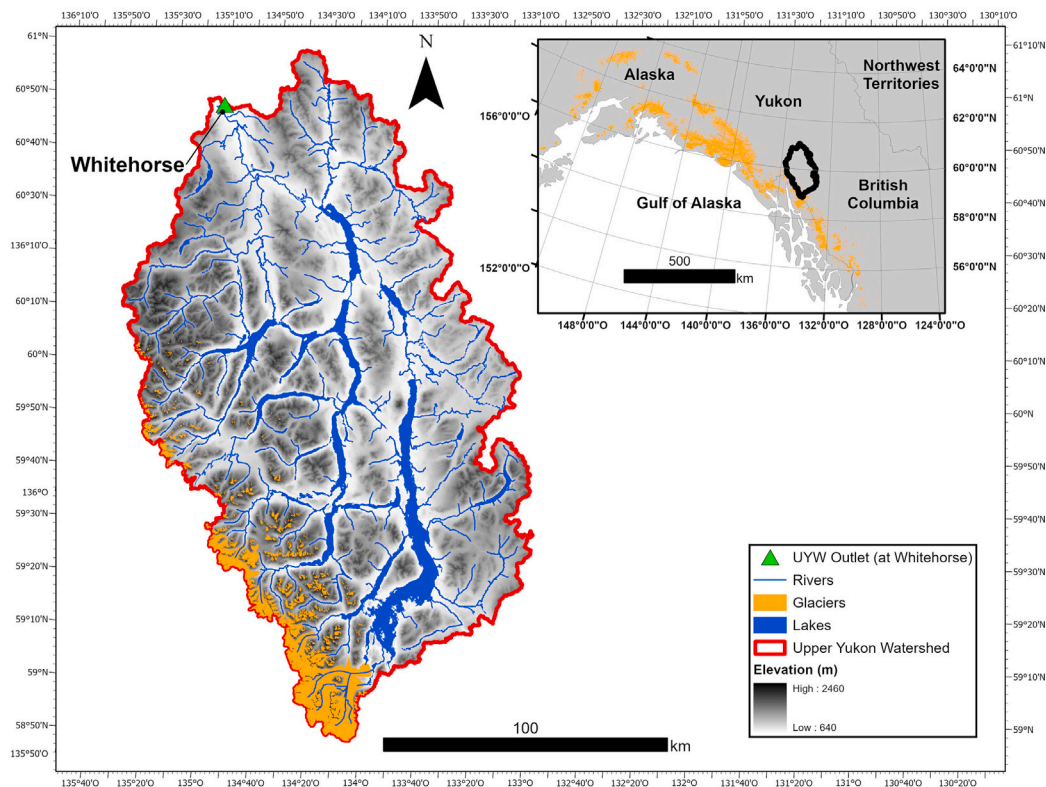 135°30'O 135°10'O 134°50'O 134°30'O 134°10'O 133°50'O 133°30'O 133°10'O 132°50'O 132°30'O 132°10'O 131°50'O 131°30'O 131°10'O 130°50'O 130°30'O 130°10'O
61°N
60°50'N
60°40'N
60°30'N
136°10'O
60°10'N
60°N
59°50'N
59°40'N
136°O
59°30'N
59°20'N
59°10'N
59°N
58°50'N
135°50'O
Whitehorse
N
Alaska
Yukon
Northwest
Territories
British
Columbia
Gulf of Alaska
500
km
156°0'0"O
152°0'0"O
64°0'0"N
62°0'0"N
60°0'0"N
58°0'0"N
56°0'0"N
148°0'0"O 144°0'0"O 140°0'0"O 136°0'0"O 132°0'0"O 128°0'0"O 124°0'0"O
61°10'N
61°N
60°50'N
60°40'N
60°30'N
60°20'N
60°10'N
60°N
59°50'N
59°40'N
59°30'N
59°20'N
59°10'N
59°N
UYW Outlet (at Whitehorse)
Rivers
Glaciers
Lakes
Upper Yukon Watershed
Elevation (m)
High : 2460
Low : 640
100
km
135°40'O 135°20'O 135°O 134°40'O 134°20'O 134°O 133°40'O 133°20'O 133°O 132°40'O 132°20'O 132°O 131°40'O 131°20'O 131°O 130°40'O 130°20'O